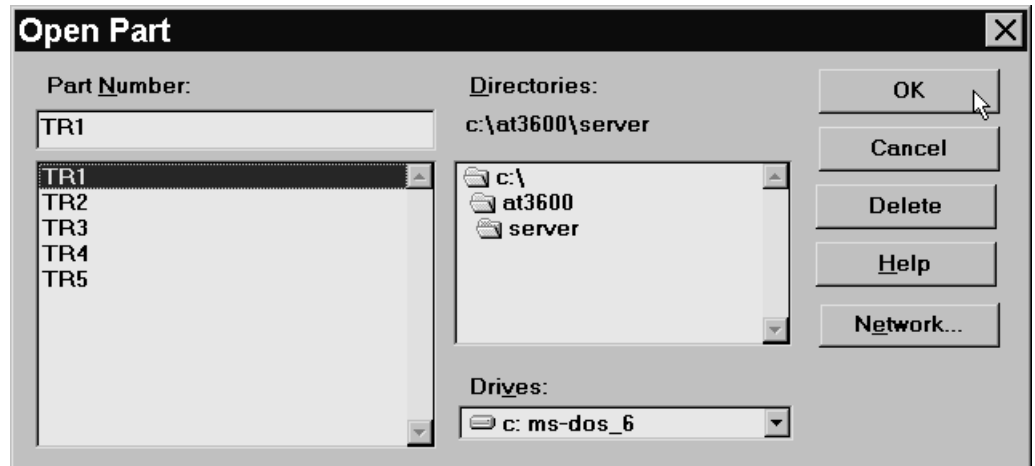 Open Part
Part Number:
TR1
TR1
TR2
TR3
TR4
TR5
Directories:
c:\at3600\server
c:\
at3600
server
Drives:
c: ms-dos_6
OK
Cancel
Delete
Help
Network...